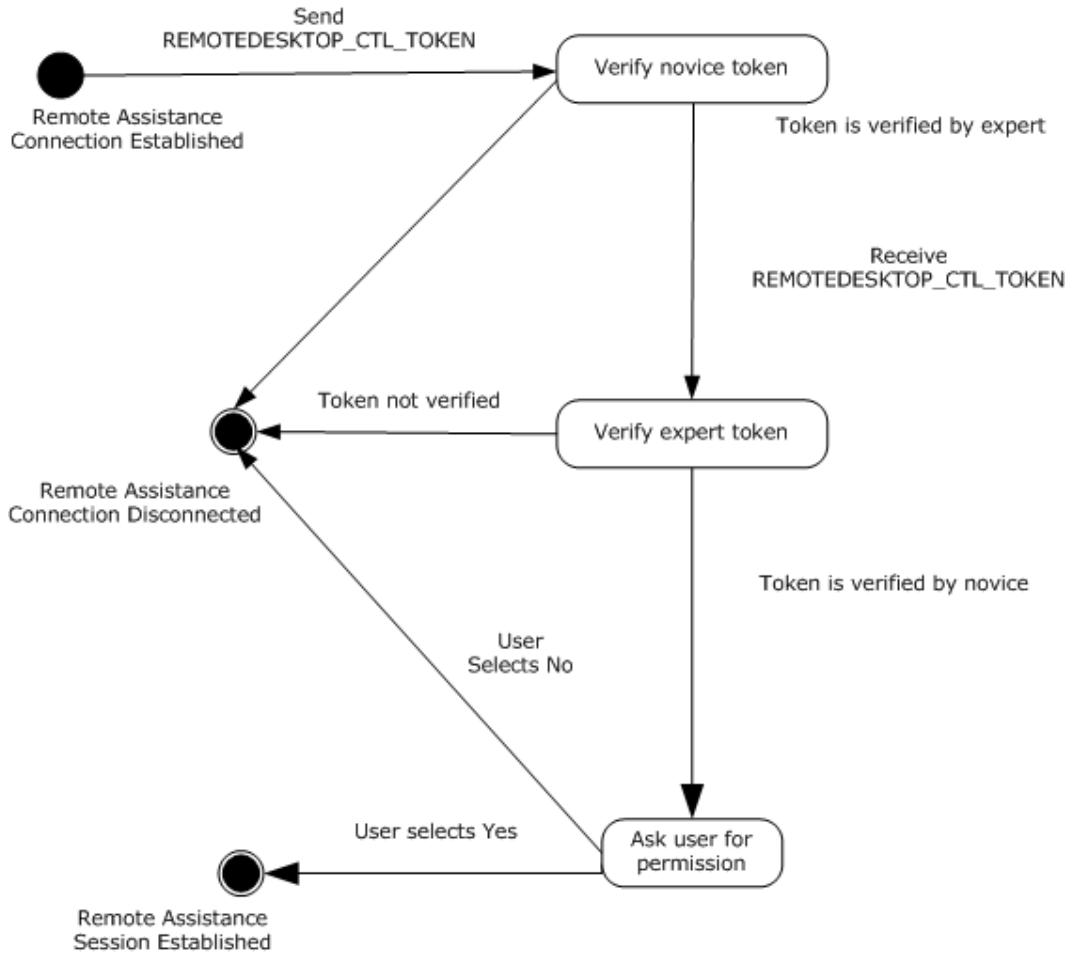 Send
REMOTEDESKTOP_CTL_TOKEN
Verify novice token
Remote Assistance
Connection Established
Token is verified by expert
Receive
REMOTEDESKTOP_CTL_TOKEN
Token not verified
Verify expert token
Remote Assistance
Connection Disconnected
Token is verified by novice
User
Selects No
User selects Yes
Ask user for
permission
Remote Assistance
Session Established